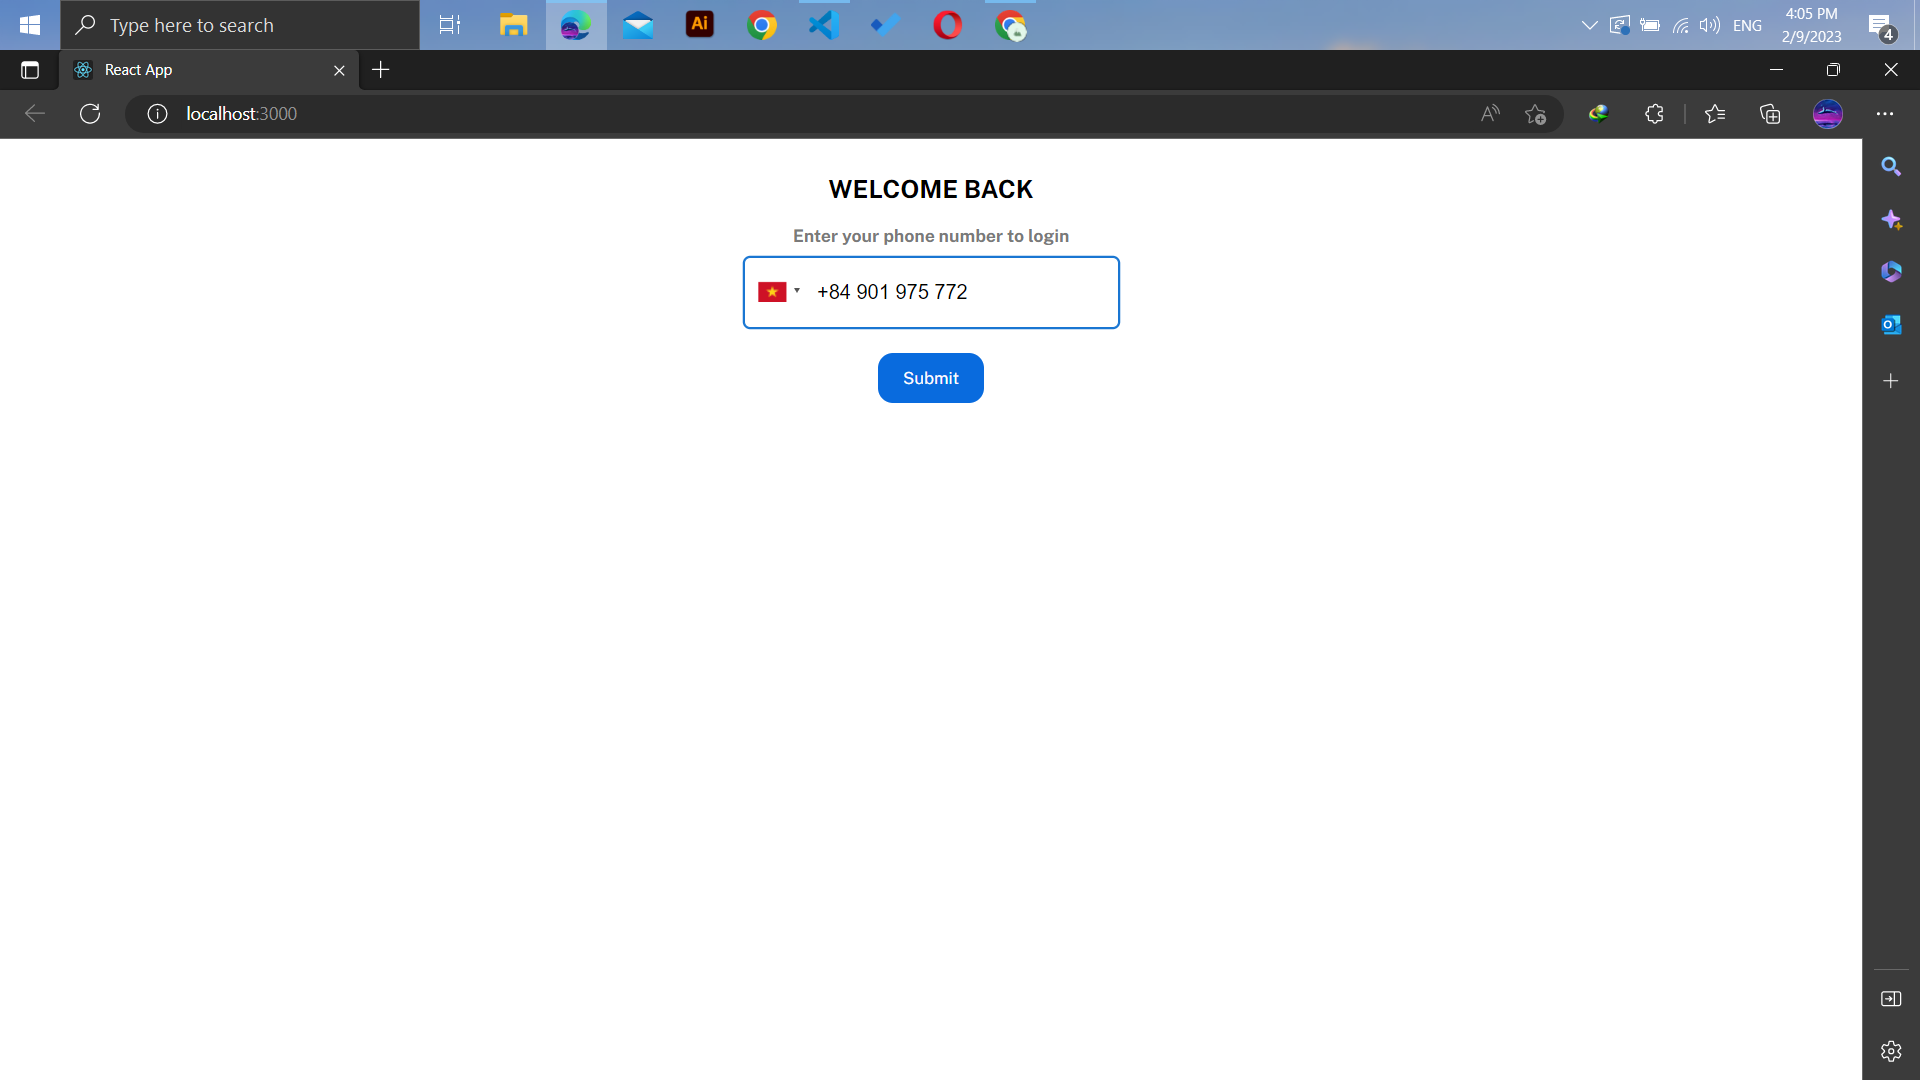 Type here to search
Ai
ENG
4:05 PM
2/9/2023
4
React App
localhost:3000
WELCOME BACK
Enter your phone number to login
+84 901 975 772
Submit